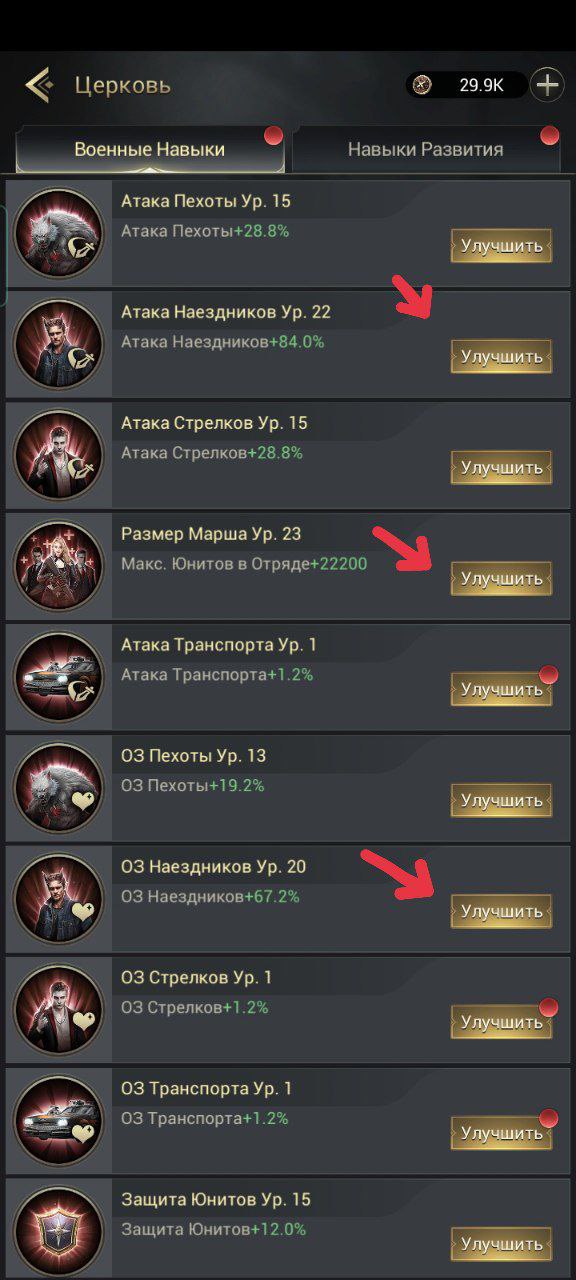 Церковь
29.9K
Военные Навыки
Навыки Развития
Атака Пехоты Ур. 15
Атака Пехоты+28.8%
Улучшить
Атака Наездников Ур. 22
Атака Наездников+84.0%
Улучшить
Атака Стрелков Ур. 15
Атака Стрелков+28.8%
Улучшить
Размер Марша Ур. 23
Макс. Юнитов в Отряде+22200
Улучшить
Атака Транспорта Ур. 1
Атака Транспорта+1.2%
Улучшить
ОЗ Пехоты Ур. 13
ОЗ Пехоты+19.2%
Улучшить
ОЗ Наездников Ур. 20
ОЗ Наездников+67.2%
Улучшить
ОЗ Стрелков Ур. 1
ОЗ Стрелков+1.2%
Улучшить
ОЗ Транспорта Ур. 1
ОЗ Транспорта+1.2%
Улучшить
Защита Юнитов Ур. 15
Защита Юнитов+12.0%
Улучшить